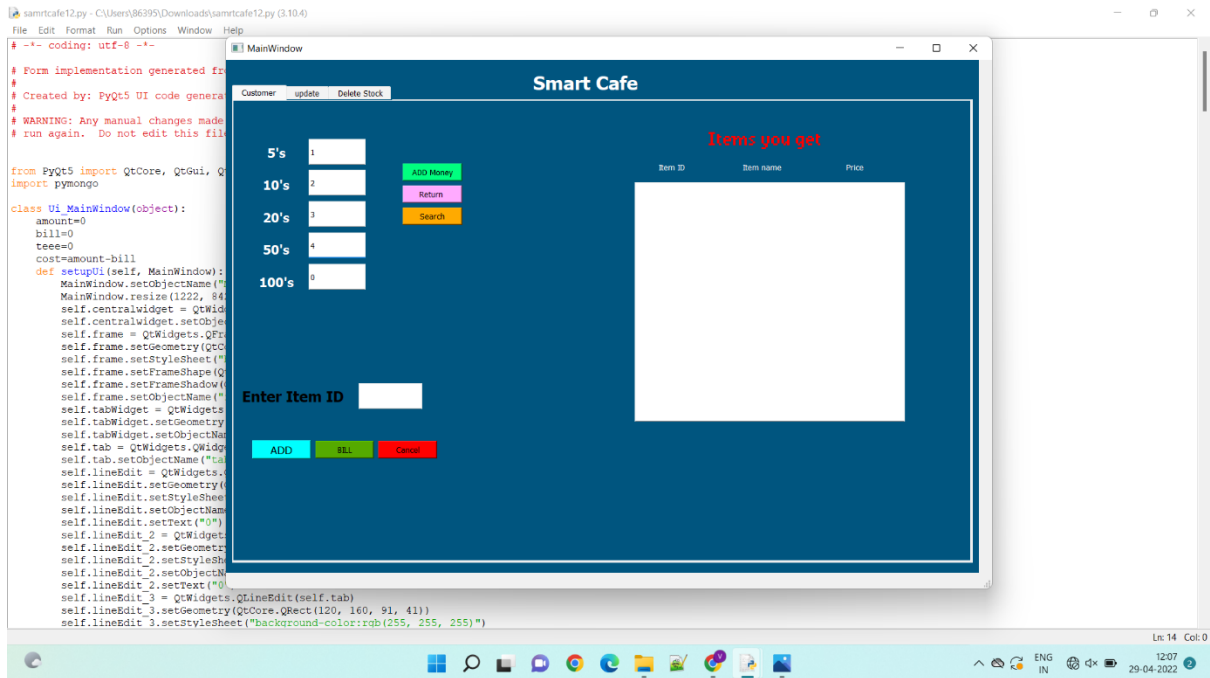 samrtcafe12.py - C:\Users\86395\Downloads\samrtcafe12.py (3.10.4)
File Edit Format Run Options Window Help
# -*- coding: utf-8 -*-
# Form implementation generated fr
#
# Created by: PyQt5 UI code genera
#
# WARNING: Any manual changes made
# run again.  Do not edit this fil
from PyQt5 import QtCore, QtGui, Q
import pymongo
class Ui_MainWindow(object):
    amount=0
    bill=0
    teee=0
    cost=amount-bill
    def setupUi(self, MainWindow):
        MainWindow.setObjectName("
        MainWindow.resize(1222, 84
        self.centralwidget = QtWid
        self.centralwidget.setObje
        self.frame = QtWidgets.QFr
        self.frame.setGeometry(QtC
        self.frame.setStyleSheet("
        self.frame.setFrameShape(Q
        self.frame.setFrameShadow(
        self.frame.setObjectName("
        self.tabWidget = QtWidgets
        self.tabWidget.setGeometry
        self.tabWidget.setObjectNa
        self.tab = QtWidgets.QWidg
        self.tab.setObjectName("ta
        self.lineEdit = QtWidgets.
        self.lineEdit.setGeometry(
        self.lineEdit.setStyleShee
        self.lineEdit.setObjectNam
        self.lineEdit.setText("0")
        self.lineEdit_2 = QtWidget
        self.lineEdit_2.setGeometr
        self.lineEdit_2.setStyleSh
        self.lineEdit_2.setObjectN
        self.lineEdit_2.setText("0
        self.lineEdit_3 = QtWidgets.QLineEdit(self.tab)
        self.lineEdit_3.setGeometry(QtCore.QRect(120, 160, 91, 41))
        self.lineEdit_3.setStyleSheet("background-color:rgb(255, 255, 255)")
MainWindow
Smart Cafe
Customer update Delete Stock
5's 1
10's 2
20's 3
50's 4
100's 0
ADD Money
Return
Search
Items you get
Item ID Item name Price
Enter Item ID
ADD BILL Cancel
Ln: 14 Col: 0
ENG
IN
12:07
29-04-2022
2